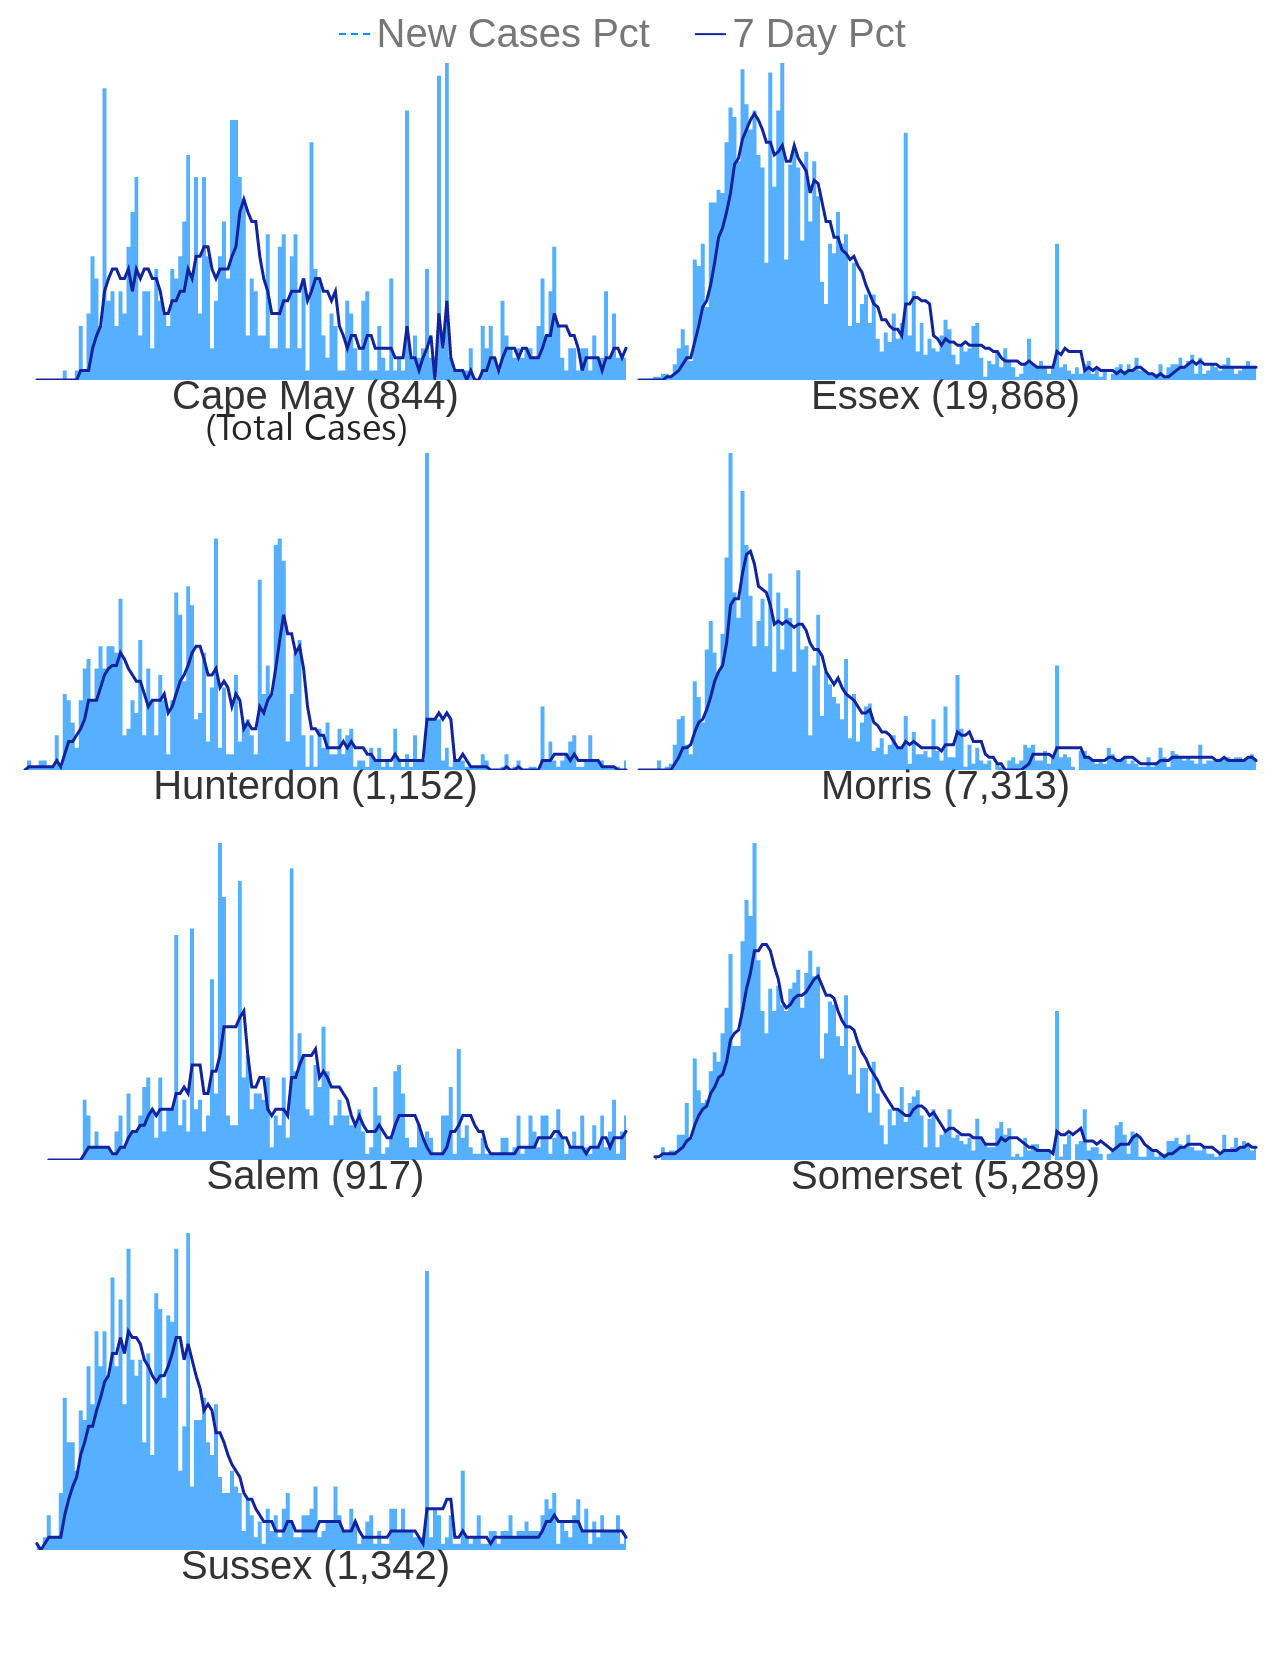 New Cases Pct 7 Day Pct
Cape May (844) Essex (19,868)
(Total Cases)
Hunterdon (1,152) Morris (7,313)
Salem (917) Somerset (5,289)
Sussex (1,342)